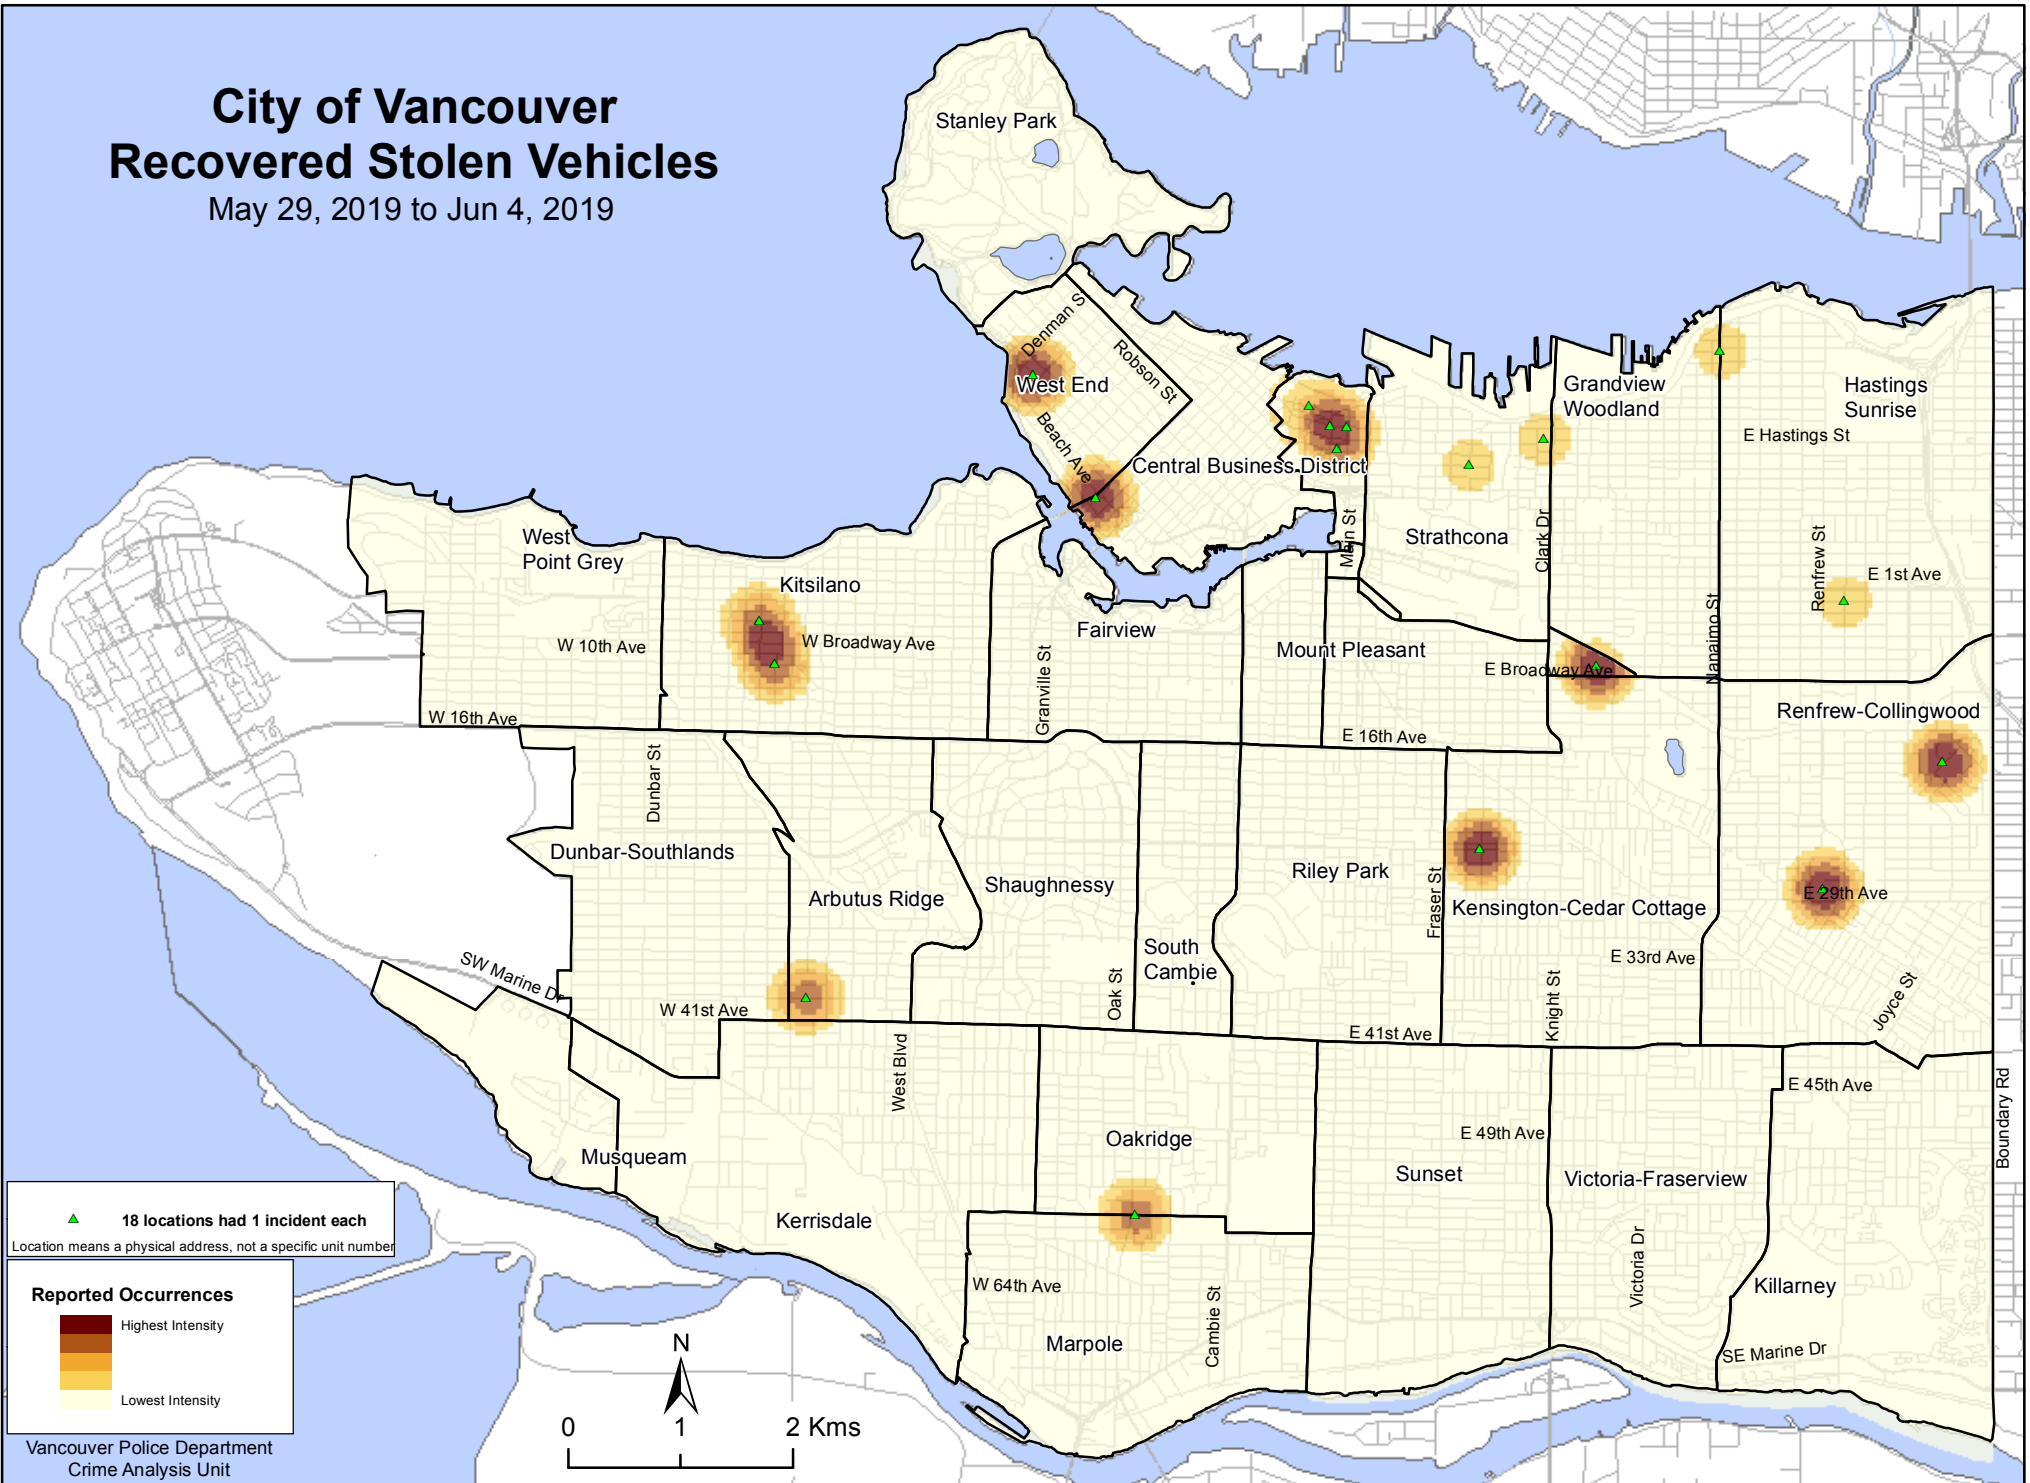 City of Vancouver
Recovered Stolen Vehicles
May 29, 2019 to Jun 4, 2019
Stanley Park
Denman S
Robson St
West End
Beach Ave
Central Business District
Grandview
Woodland
Hastings
Sunrise
E Hastings St
West
Point Grey
Kitsilano
Strathcona
Main St
Clark Dr
Renfrew St
E 1st Ave
Nanaimo St
W 10th Ave
W Broadway Ave
Fairview
Granville St
Mount Pleasant
E Broadway Ave
W 16th Ave
E 16th Ave
Renfrew-Collingwood
Dunbar St
Dunbar-Southlands
Arbutus Ridge
Shaughnessy
Riley Park
Fraser St
Kensington-Cedar Cottage
E 29th Ave
South
Cambie
Oak St
E 33rd Ave
Knight St
Joyce St
SW Marine Dr
W 41st Ave
E 41st Ave
West Blvd
E 45th Ave
Boundary Rd
Musqueam
Oakridge
E 49th Ave
Sunset
Victoria-Fraserview
Kerrisdale
W 64th Ave
Cambie St
Victoria Dr
Killarney
Marpole
SE Marine Dr
18 locations had 1 incident each
Location means a physical address, not a specific unit number
Reported Occurrences
Highest Intensity
Lowest Intensity
Vancouver Police Department
Crime Analysis Unit
N
0 1 2 Kms